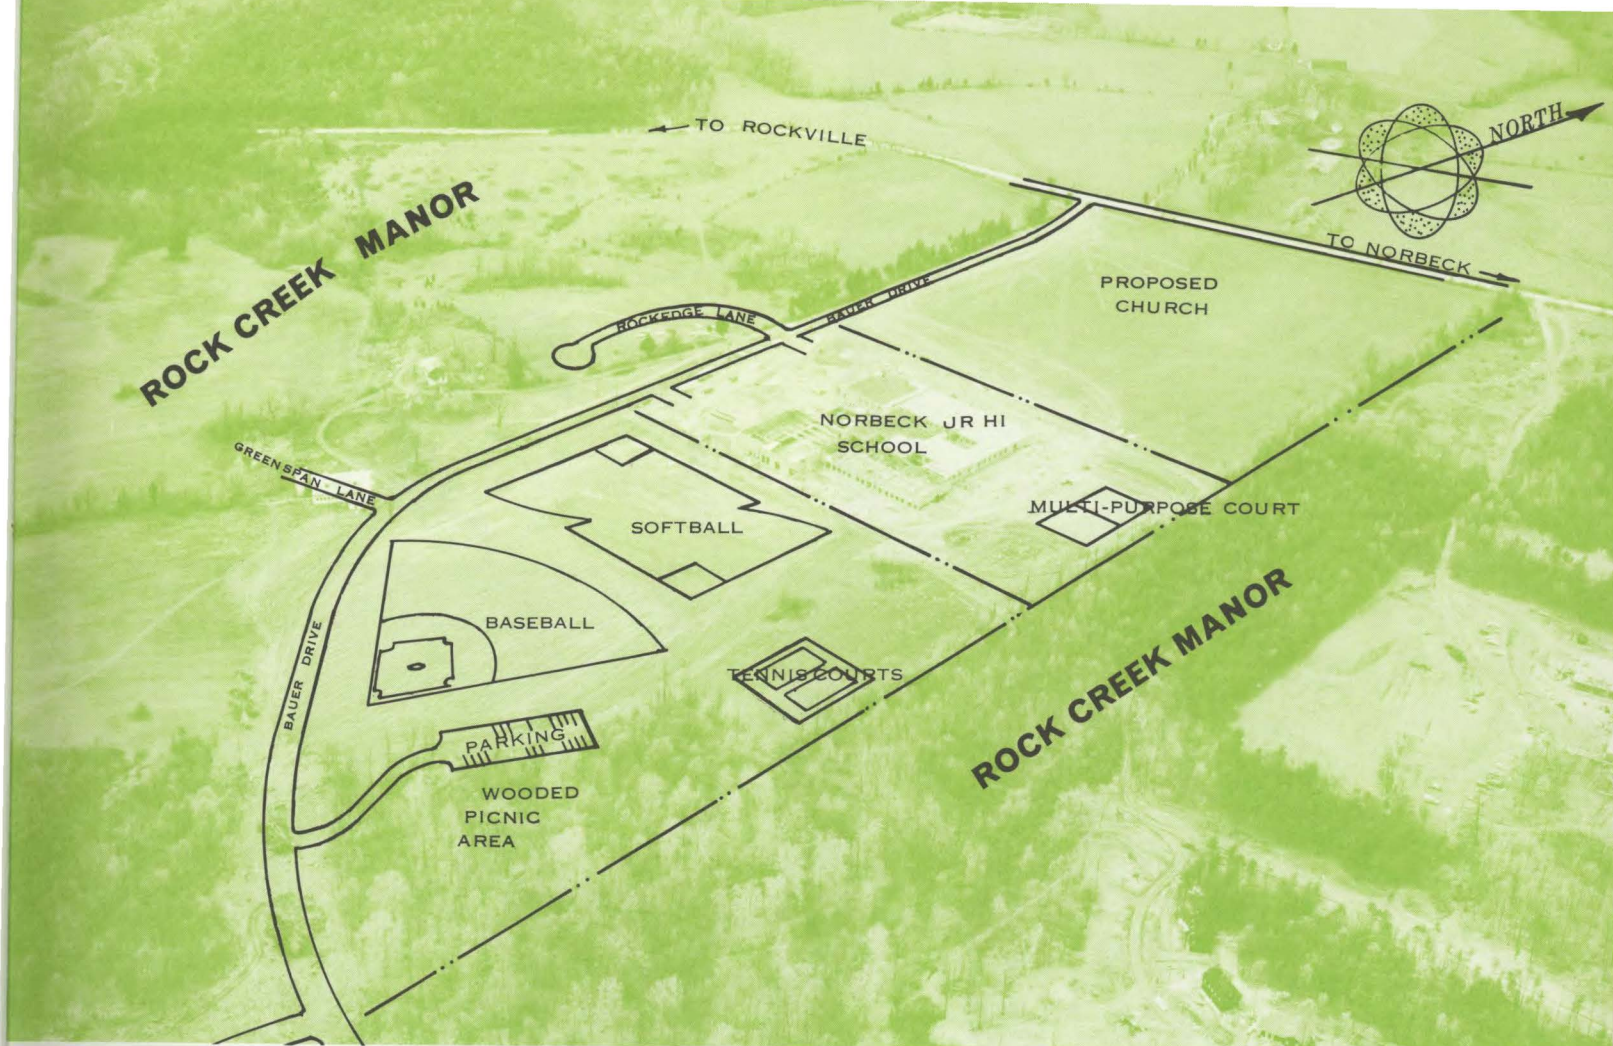 TO ROCKVILLE
NORTH
ROCK CREEK MANOR
TO NORBECK
PROPOSED
CHURCH
BAUER DRIVE
ROCKEDGE LANE
NORBECK JR HI
SCHOOL
GREENSPAN LANE
MULTI-PURPOSE COURT
SOFTBALL
BASEBALL
ROCK CREEK MANOR
TENNIS COURTS
BAUER DRIVE
PARKING
WOODED
PICNIC
AREA